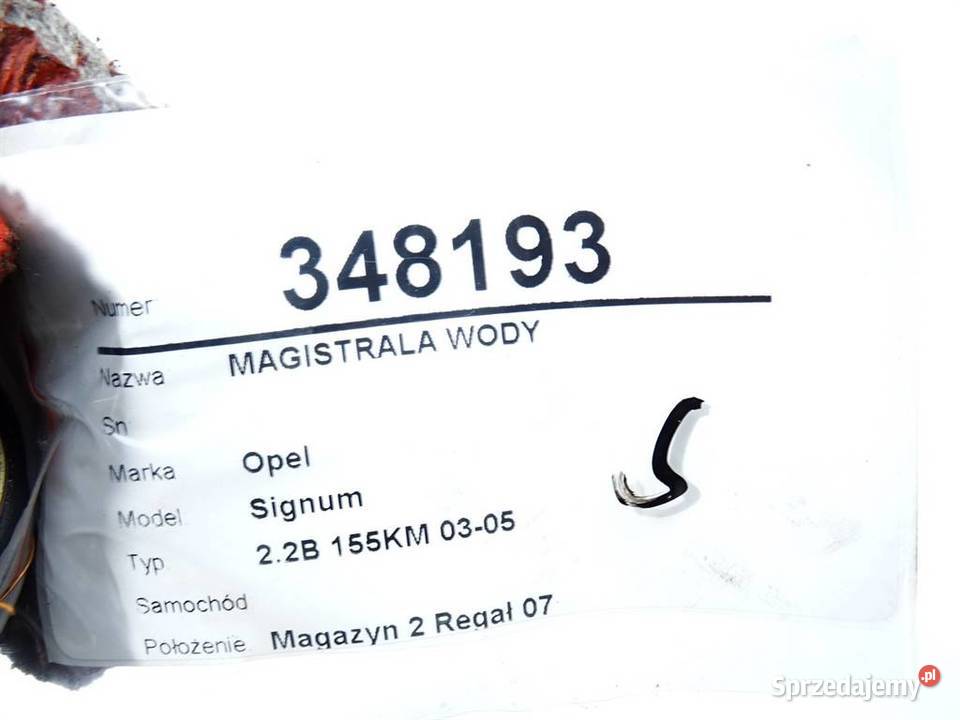 Numer 348193
Nazwa MAGISTRALA WODY
Sn
Marka Opel
Model Signum
Typ 2.2B 155KM 03-05
Samochód
Położenie Magazyn 2 Regał 07
Sprzedajemy.pl